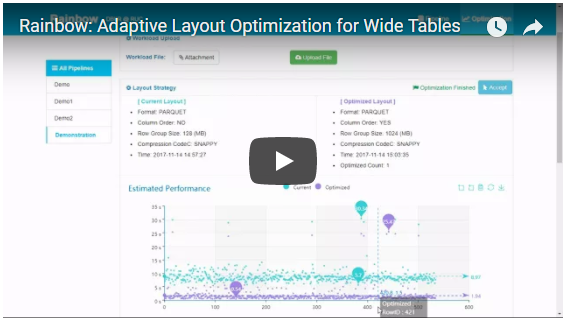 Rainbow: Adaptive Layout Optimization for Wide Tables
Workload Upload
Workload File:
Attachment
Upload File
All Pipelines
Demo
Demo1
Demo2
Demonstration
Layout Strategy
Optimization Finished
Accept
[ Current Layout ]
Format: PARQUET
Column Order: NO
Row Group Size: 128 (MB)
Compression CodeC: SNAPPY
Time: 2017-11-14 14:57:27
[ Optimized Layout ]
Format: PARQUET
Column Order: YES
Row Group Size: 1024 (MB)
Compression CodeC: SNAPPY
Time: 2017-11-14 15:03:35
Optimized Count: 1
Estimated Performance
Current
Optimized
35 s
30 s
25 s
20 s
15 s
10 s
5 s
0
0
100
200
300
400
500
600
Optimized
RowID : 421